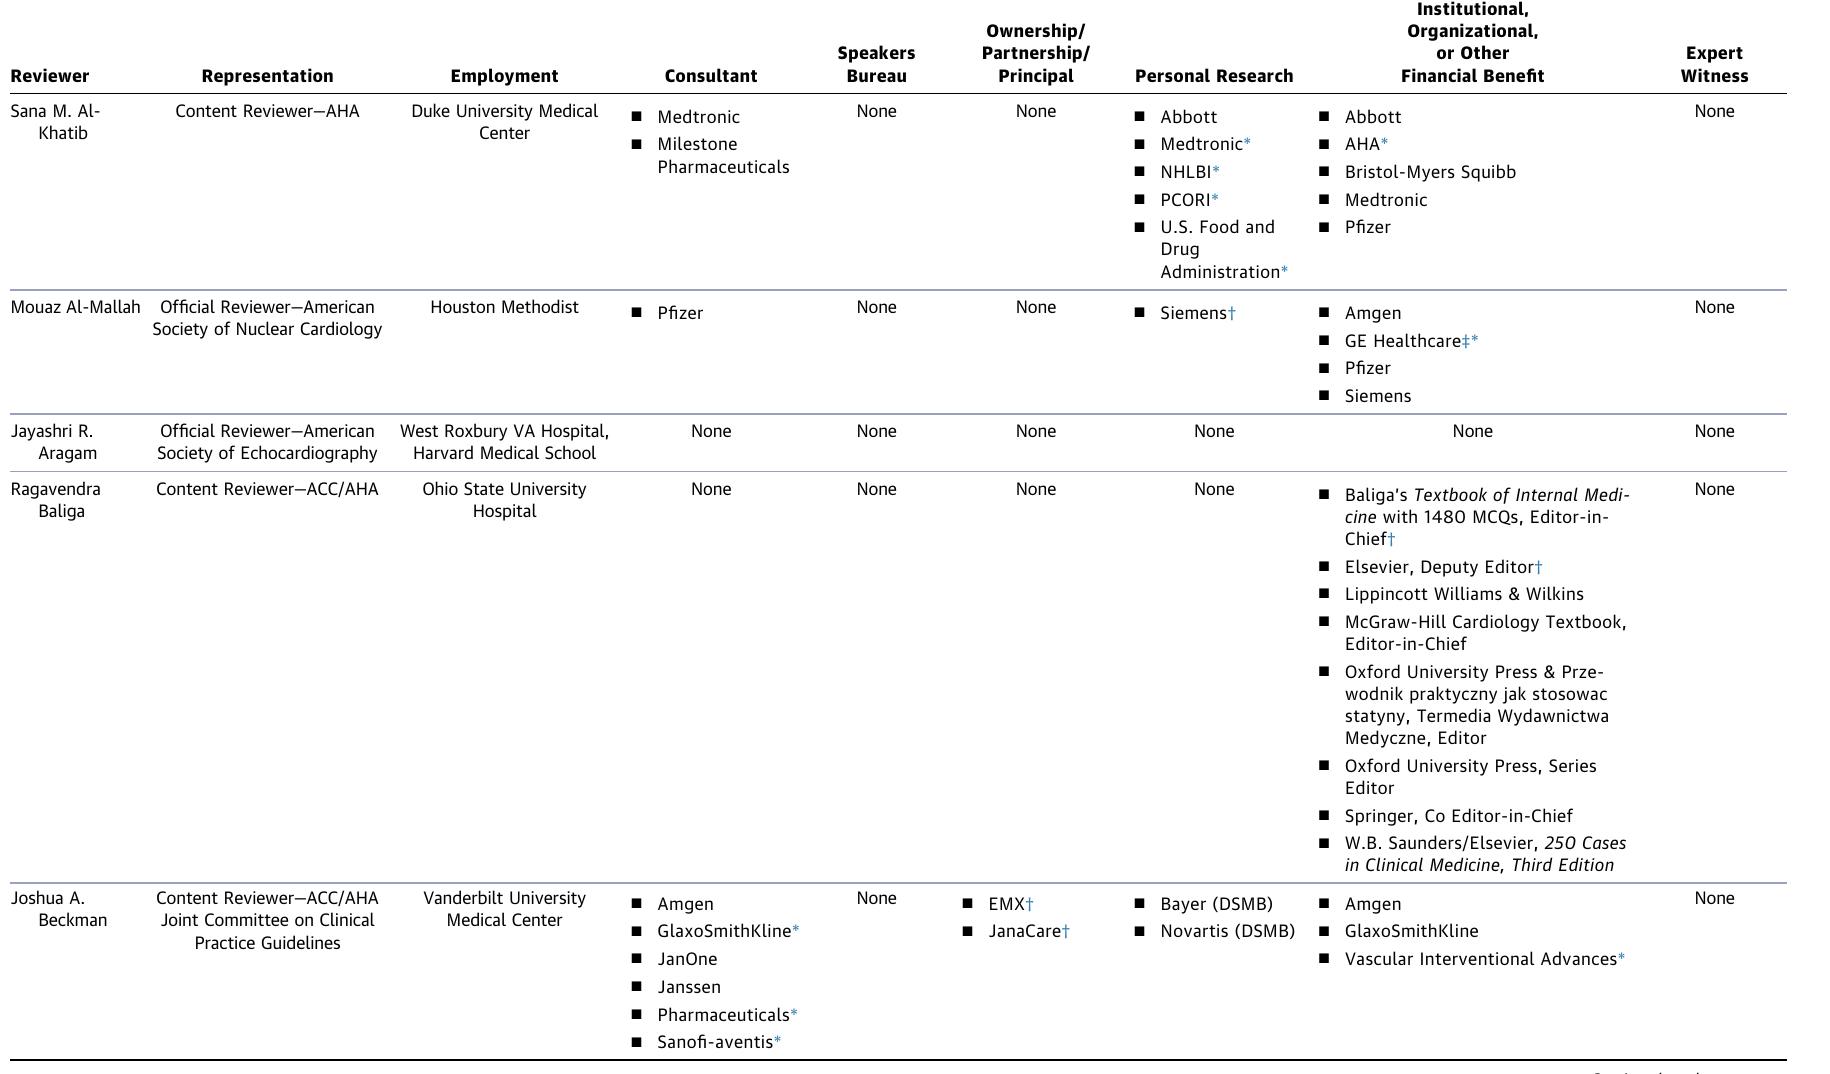 Institutional,
Organizational,
or Other
Financial Benefit
Ownership/
Partnership/
Principal
Speakers
Bureau
Expert
Witness
Reviewer
Representation
Employment
Consultant
Personal Research
Sana M. Al-
Khatib
Content Reviewer—AHA
Duke University Medical
Center
■ Medtronic
■ Milestone
Pharmaceuticals
None
None
■ Abbott
■ Medtronic*
■ NHLBI*
■ PCORI*
■ U.S. Food and
Drug
Administration*
■ Abbott
■ AHA*
■ Bristol-Myers Squibb
■ Medtronic
■ Pfizer
None
Mouaz Al-Mallah
Official Reviewer—American
Society of Nuclear Cardiology
Houston Methodist
■ Pfizer
None
None
■ Siemens†
■ Amgen
■ GE Healthcare‡*
■ Pfizer
■ Siemens
None
Jayashri R.
Aragam
Official Reviewer—American
Society of Echocardiography
West Roxbury VA Hospital,
Harvard Medical School
None
None
None
None
None
None
Ragavendra
Baliga
Content Reviewer—ACC/AHA
Ohio State University
Hospital
None
None
None
None
■ Baliga's Textbook of Internal Medi-
cine with 1480 MCQs, Editor-in-
Chief†
■ Elsevier, Deputy Editor†
■ Lippincott Williams & Wilkins
■ McGraw-Hill Cardiology Textbook,
Editor-in-Chief
■ Oxford University Press & Prze-
wodnik praktyczny jak stosowac
statyny, Termedia Wydawnictwa
Medyczne, Editor
■ Oxford University Press, Series
Editor
■ Springer, Co Editor-in-Chief
■ W.B. Saunders/Elsevier, 250 Cases
in Clinical Medicine, Third Edition
None
Joshua A.
Beckman
Content Reviewer—ACC/AHA
Joint Committee on Clinical
Practice Guidelines
Vanderbilt University
Medical Center
■ Amgen
■ GlaxoSmithKline*
■ JanOne
■ Janssen
■ Pharmaceuticals*
■ Sanofi-aventis*
None
■ EMX†
■ JanaCare†
■ Bayer (DSMB)
■ Novartis (DSMB)
■ Amgen
■ GlaxoSmithKline
■ Vascular Interventional Advances*
None